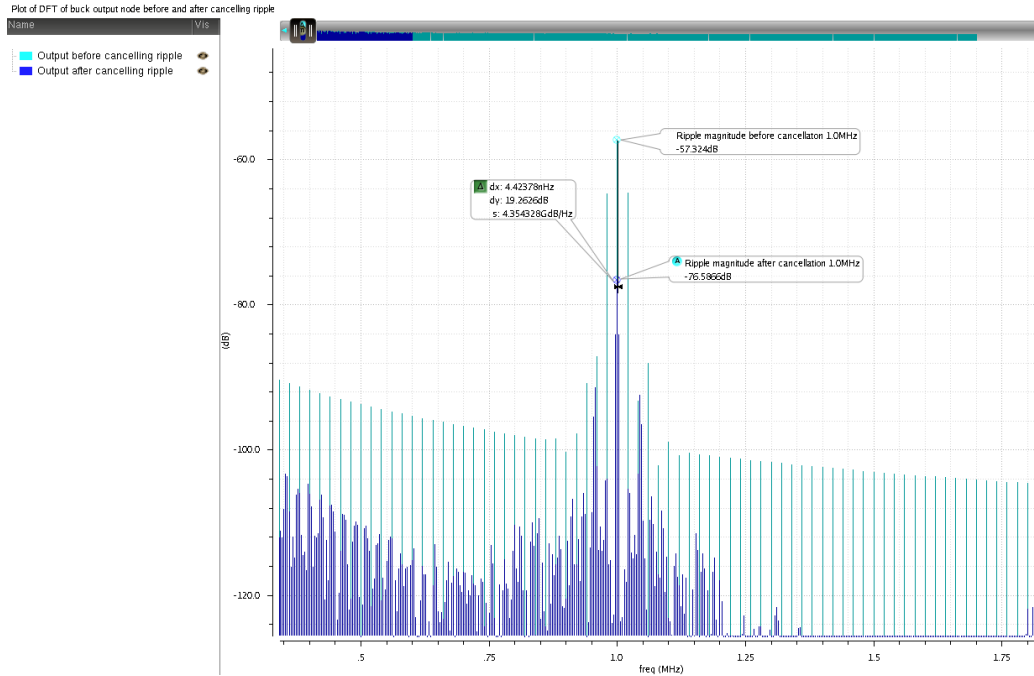 Plot of DFT of buck output node before and after cancelling ripple
Name Vis
Output before cancelling ripple
Output after cancelling ripple
Ripple magnitude before cancellaton 1.0MHz
-57.324dB
dx: 4.42378nHz
dy: 19.2626dB
s: 4.354328GdB/Hz
A Ripple magnitude after cancellation 1.0MHz
-76.5866dB
-60.0
-80.0
-100.0
-120.0
(dB)
.5 .75 1.0 1.25 1.5 1.75
freq (MHz)